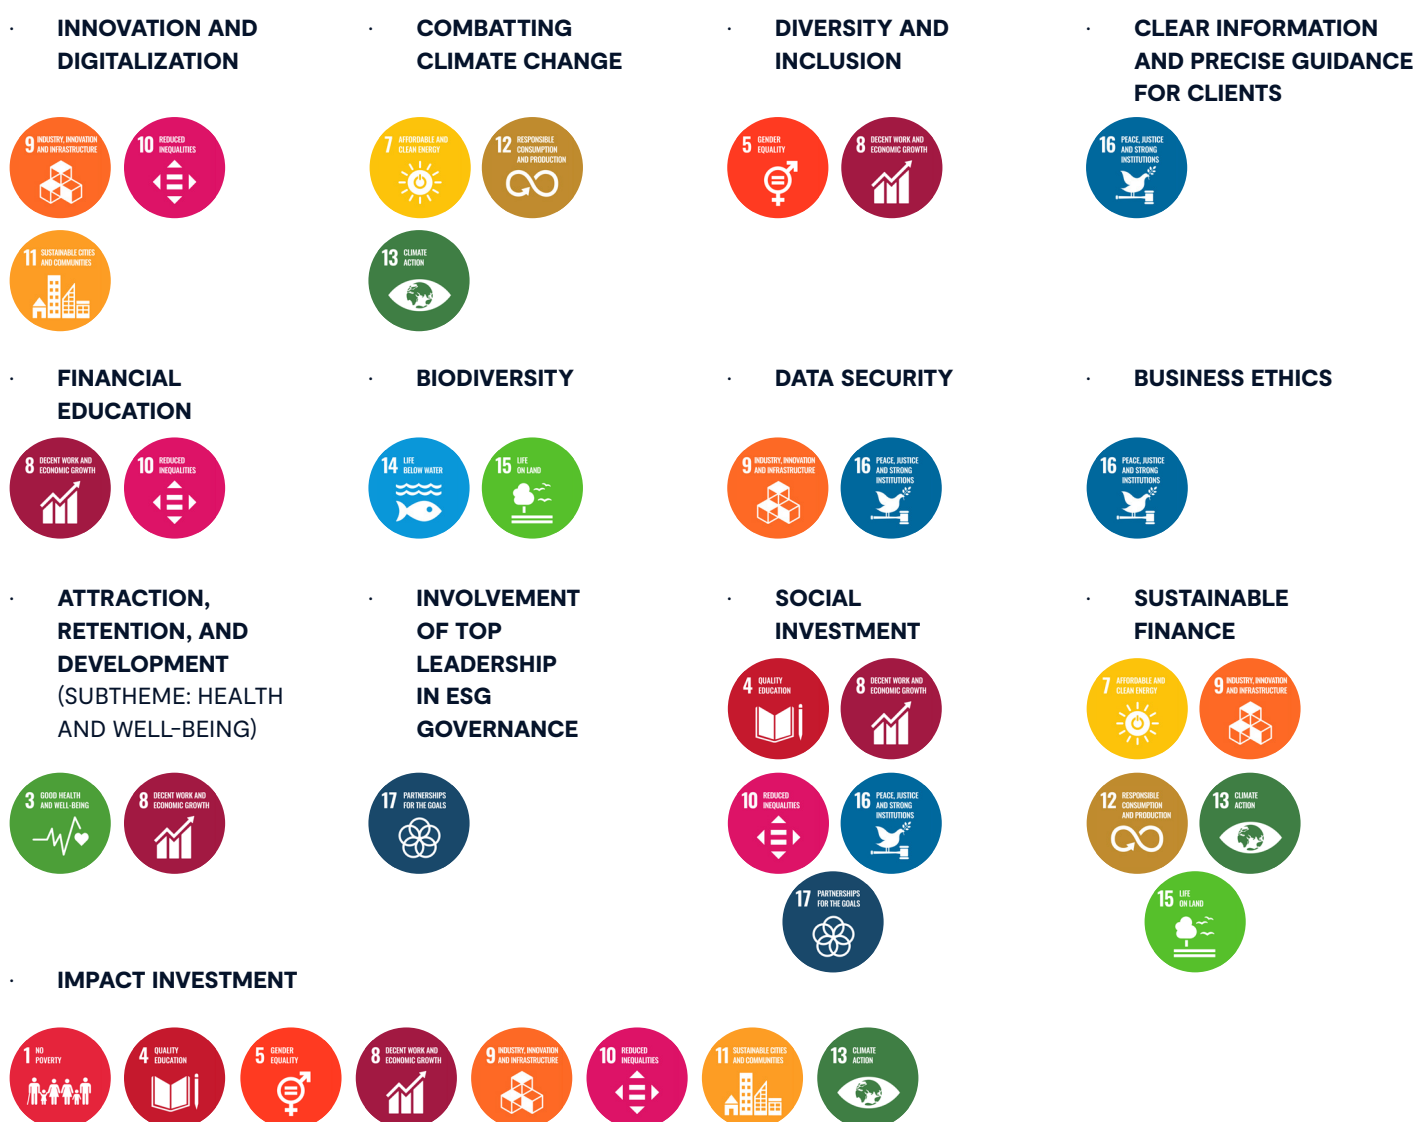 · INNOVATION AND
DIGITALIZATION
9 INDUSTRY, INNOVATION
AND INFRASTRUCTURE
10 REDUCED
INEQUALITIES
11 SUSTAINABLE CITIES
AND COMMUNITIES
· COMBATTING
CLIMATE CHANGE
7 AFFORDABLE AND
CLEAN ENERGY
12 RESPONSIBLE
CONSUMPTION
AND PRODUCTION
13 CLIMATE
ACTION
· DIVERSITY AND
INCLUSION
5 GENDER
EQUALITY
8 DECENT WORK AND
ECONOMIC GROWTH
· CLEAR INFORMATION
AND PRECISE GUIDANCE
FOR CLIENTS
16 PEACE, JUSTICE
AND STRONG
INSTITUTIONS
· FINANCIAL
EDUCATION
8 DECENT WORK AND
ECONOMIC GROWTH
10 REDUCED
INEQUALITIES
· BIODIVERSITY
14 LIFE
BELOW WATER
15 LIFE
ON LAND
· DATA SECURITY
9 INDUSTRY, INNOVATION
AND INFRASTRUCTURE
16 PEACE, JUSTICE
AND STRONG
INSTITUTIONS
· BUSINESS ETHICS
16 PEACE, JUSTICE
AND STRONG
INSTITUTIONS
· ATTRACTION,
RETENTION, AND
DEVELOPMENT
(SUBTHEME: HEALTH
AND WELL-BEING)
3 GOOD HEALTH
AND WELL-BEING
8 DECENT WORK AND
ECONOMIC GROWTH
· INVOLVEMENT
OF TOP
LEADERSHIP
IN ESG
GOVERNANCE
17 PARTNERSHIPS
FOR THE GOALS
· SOCIAL
INVESTMENT
4 QUALITY
EDUCATION
8 DECENT WORK AND
ECONOMIC GROWTH
10 REDUCED
INEQUALITIES
16 PEACE, JUSTICE
AND STRONG
INSTITUTIONS
17 PARTNERSHIPS
FOR THE GOALS
· SUSTAINABLE
FINANCE
7 AFFORDABLE AND
CLEAN ENERGY
9 INDUSTRY, INNOVATION
AND INFRASTRUCTURE
12 RESPONSIBLE
CONSUMPTION
AND PRODUCTION
13 CLIMATE
ACTION
15 LIFE
ON LAND
· IMPACT INVESTMENT
1 NO
POVERTY
4 QUALITY
EDUCATION
5 GENDER
EQUALITY
8 DECENT WORK AND
ECONOMIC GROWTH
9 INDUSTRY, INNOVATION
AND INFRASTRUCTURE
10 REDUCED
INEQUALITIES
11 SUSTAINABLE CITIES
AND COMMUNITIES
13 CLIMATE
ACTION